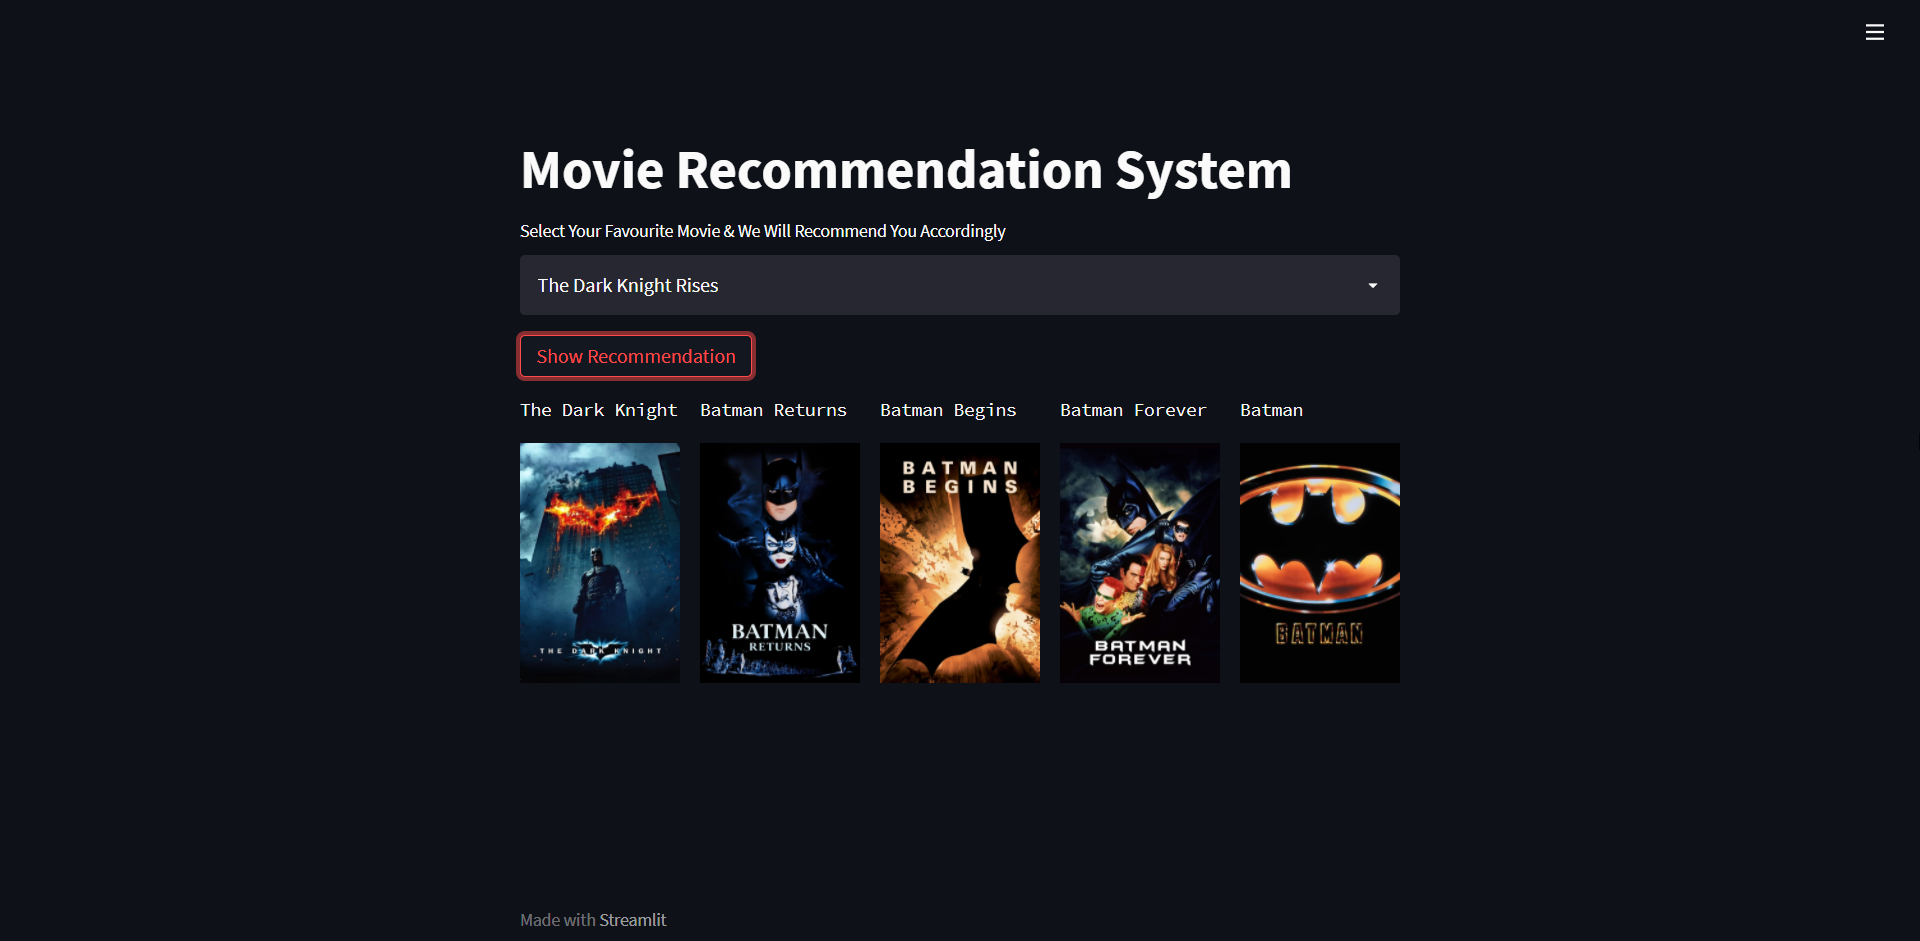 Movie Recommendation System
Select Your Favourite Movie & We Will Recommend You Accordingly
The Dark Knight Rises
Show Recommendation
The Dark Knight
Batman Returns
Batman Begins
Batman Forever
Batman
THE DARK KNIGHT
BATMAN
RETURNS
BATMAN
BEGINS
BATMAN
FOREVER
BATMAN
Made with Streamlit